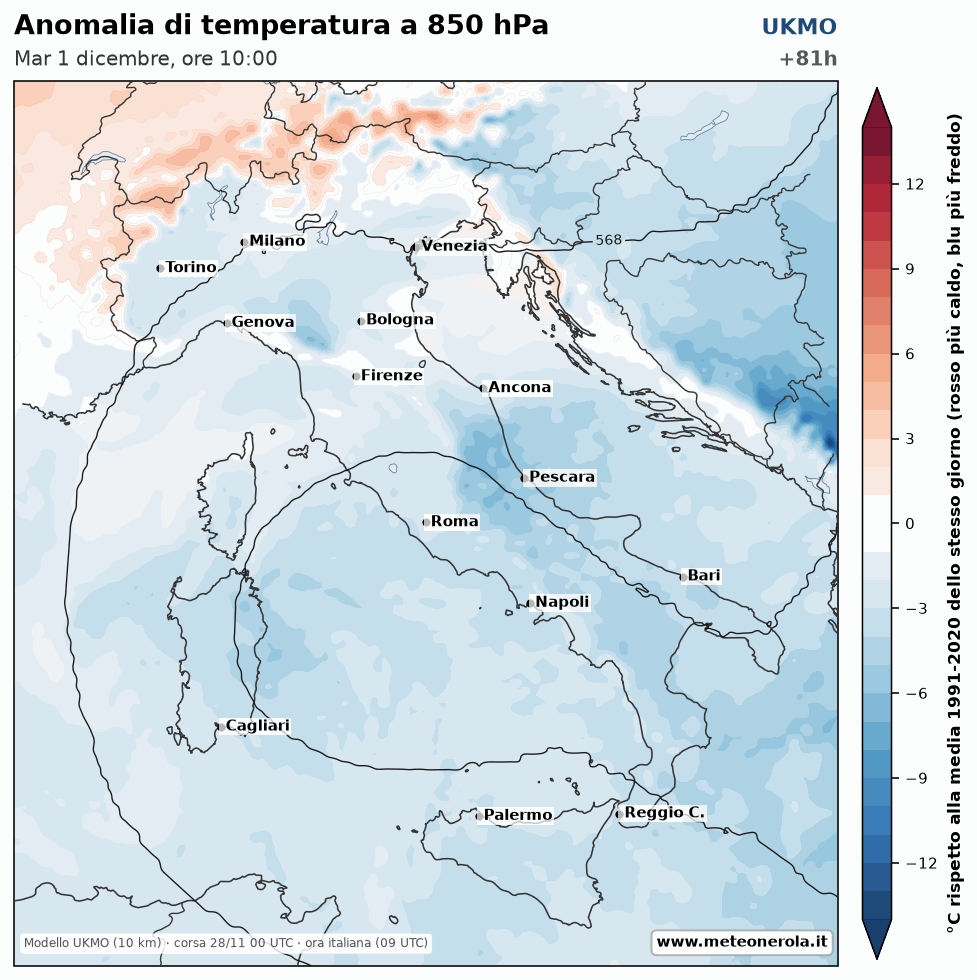 Anomalia di temperatura a 850 hPa
UKMO
Mar 1 dicembre, ore 10:00
+81h
568
Milano
Venezia
Torino
Genova
Bologna
Firenze
Ancona
Pescara
Roma
Bari
Napoli
Cagliari
Palermo
Reggio C.
12
9
6
3
0
−3
−6
−9
−12
°C rispetto alla media 1991-2020 dello stesso giorno (rosso più caldo, blu più freddo)
Modello UKMO (10 km) · corsa 28/11 00 UTC · ora italiana (09 UTC)
www.meteonerola.it